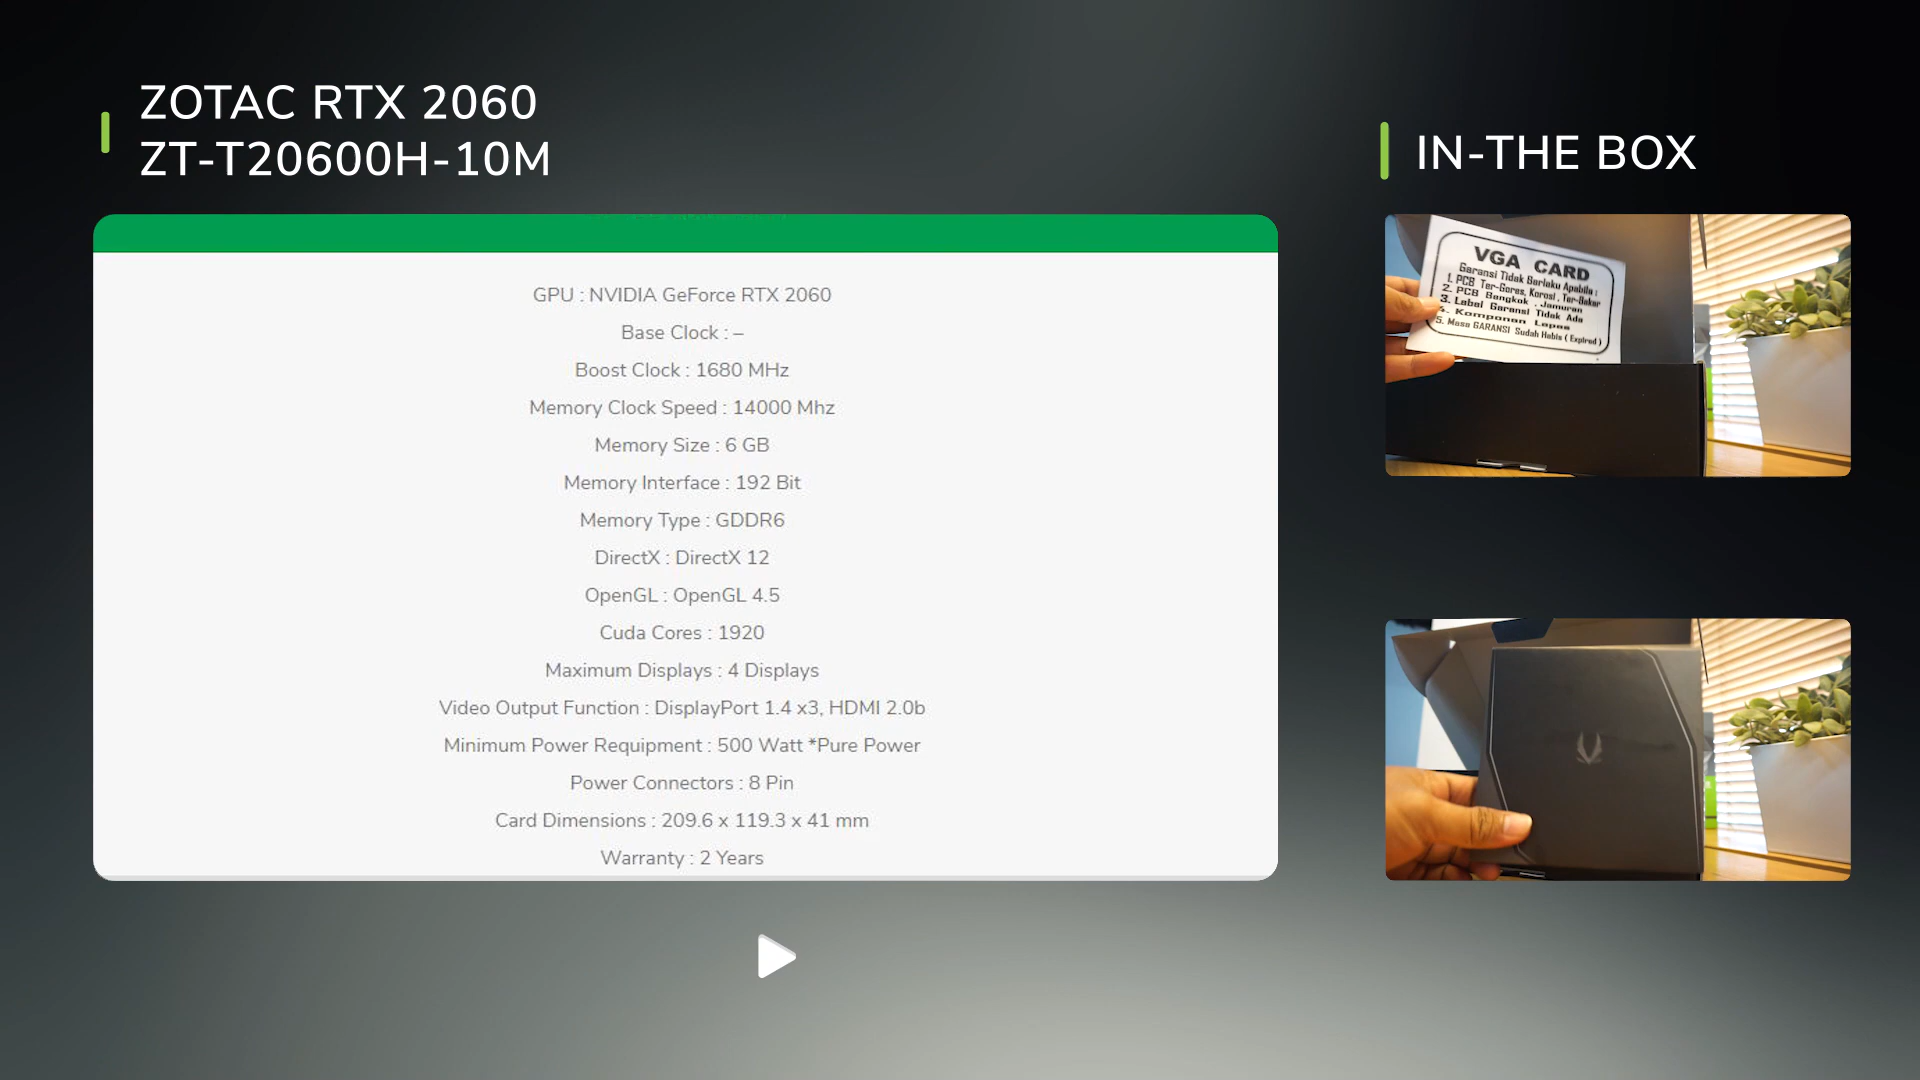 ZOTAC RTX 2060
ZT-T20600H-10M
GPU : NVIDIA GeForce RTX 2060
Base Clock : –
Boost Clock : 1680 MHz
Memory Clock Speed : 14000 Mhz
Memory Size : 6 GB
Memory Interface : 192 Bit
Memory Type : GDDR6
DirectX : DirectX 12
OpenGL : OpenGL 4.5
Cuda Cores : 1920
Maximum Displays : 4 Displays
Video Output Function : DisplayPort 1.4 x3, HDMI 2.0b
Minimum Power Requipment : 500 Watt *Pure Power
Power Connectors : 8 Pin
Card Dimensions : 209.6 x 119.3 x 41 mm
Warranty : 2 Years
IN-THE BOX
VGA CARD
Garansi Tidak Berlaku Apabila :
1. PCB Ter-Gores, Korosi , Ter-Bakar
2. PCB Bengkok , Jamuran
3. Label Garansi Tidak Ada
4. Komponen Lepas
5. Masa GARANSI Sudah Habis ( Expired )